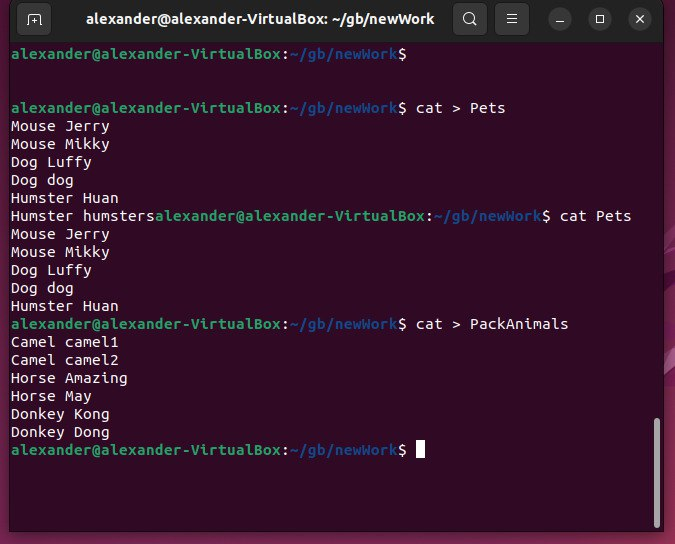 alexander@alexander-VirtualBox: ~/gb/newWork
alexander@alexander-VirtualBox:~/gb/newWork$
alexander@alexander-VirtualBox:~/gb/newWork$ cat > Pets
Mouse Jerry
Mouse Mikky
Dog Luffy
Dog dog
Humster Huan
Humster humstersalexander@alexander-VirtualBox:~/gb/newWork$ cat Pets
Mouse Jerry
Mouse Mikky
Dog Luffy
Dog dog
Humster Huan
alexander@alexander-VirtualBox:~/gb/newWork$ cat > PackAnimals
Camel camel1
Camel camel2
Horse Amazing
Horse May
Donkey Kong
Donkey Dong
alexander@alexander-VirtualBox:~/gb/newWork$